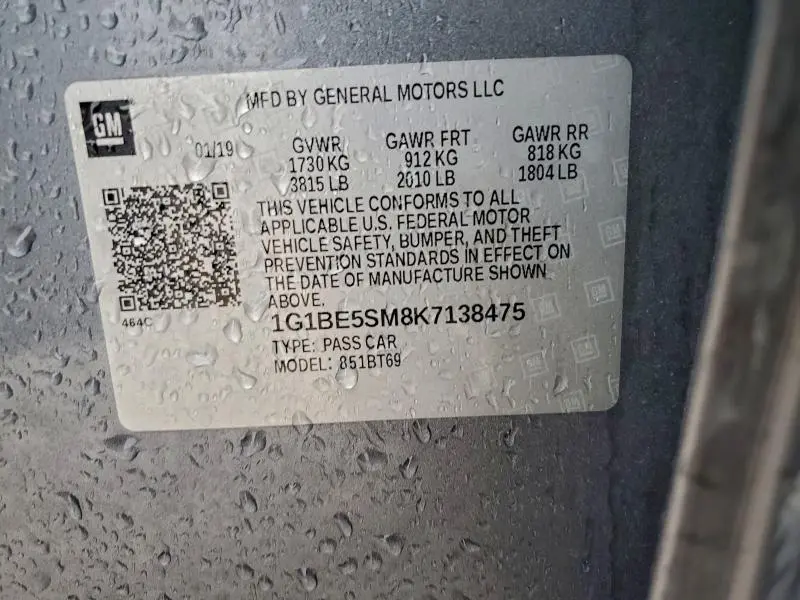 MFD BY GENERAL MOTORS LLC
GM
01/19 GVWR GAWR FRT GAWR RR
1730 KG 912 KG 818 KG
3815 LB 2010 LB 1804 LB
THIS VEHICLE CONFORMS TO ALL
APPLICABLE U.S. FEDERAL MOTOR
VEHICLE SAFETY, BUMPER, AND THEFT
PREVENTION STANDARDS IN EFFECT ON
THE DATE OF MANUFACTURE SHOWN
ABOVE.
464C
1G1BE5SM8K7138475
TYPE: PASS CAR
MODEL: 851BT69